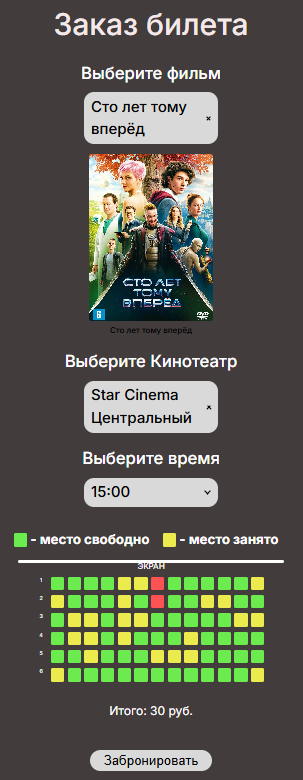 Заказ билета
Выберите фильм
Сто лет тому
вперёд
СТО ЛЕТ
ТОМУ
ВПЕРЁД
6
DVD
Сто лет тому вперёд
Выберите Кинотеатр
Star Cinema
Центральный
Выберите время
15:00
- место свободно - место занято
ЭКРАН
1
2
3
4
5
6
Итого: 30 руб.
Забронировать